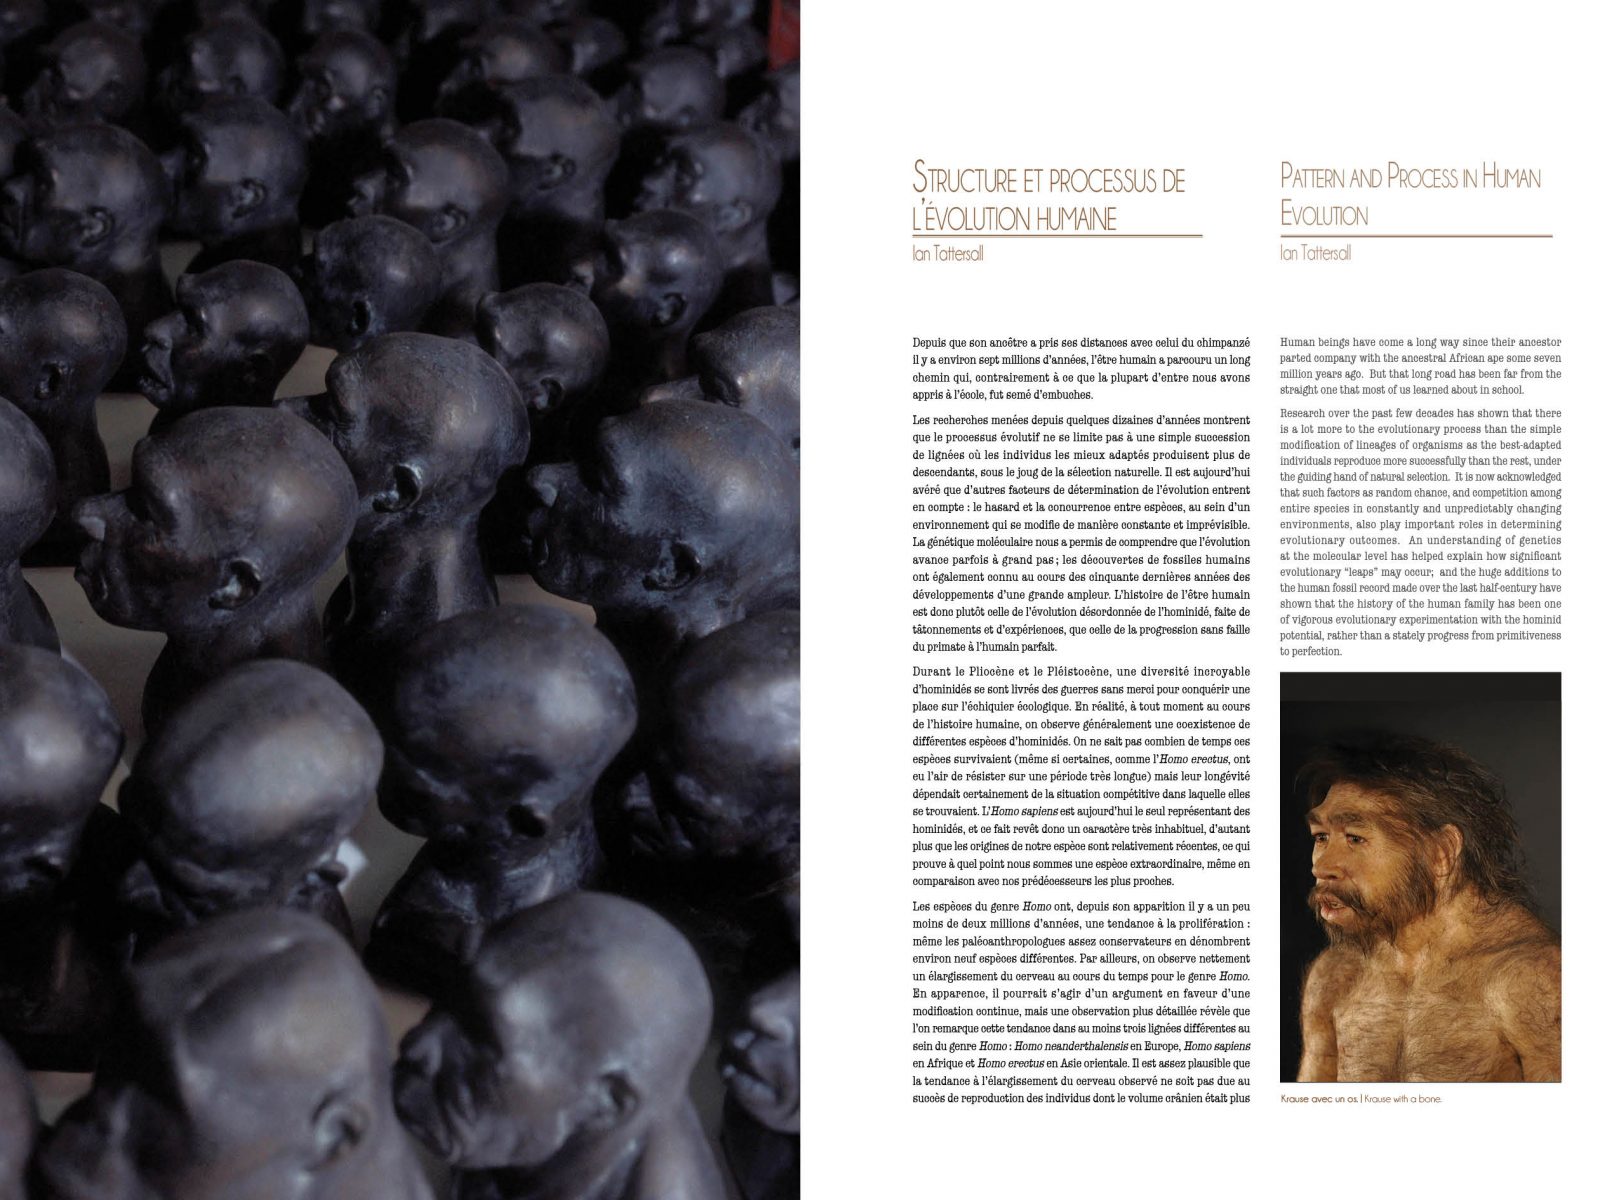 Structure et processus de
l'évolution humaine
Ian Tattersall
Depuis que son ancêtre a pris ses distances avec celui du chimpanzé
il y a environ sept millions d'années, l'être humain a parcouru un long
chemin qui, contrairement à ce que la plupart d'entre nous avons
appris à l'école, fut semé d'embuches.
Les recherches menées depuis quelques dizaines d'années montrent
que le processus évolutif ne se limite pas à une simple succession
de lignées où les individus les mieux adaptés produisent plus de
descendants, sous le joug de la sélection naturelle. Il est aujourd'hui
avéré que d'autres facteurs de détermination de l'évolution entrent
en compte : le hasard et la concurrence entre espèces, au sein d'un
environnement qui se modifie de manière constante et imprévisible.
La génétique moléculaire nous a permis de comprendre que l'évolution
avance parfois à grand pas ; les découvertes de fossiles humains
ont également connu au cours des cinquante dernières années des
développements d'une grande ampleur. L'histoire de l'être humain
est donc plutôt celle de l'évolution désordonnée de l'hominidé, faite de
tâtonnements et d'expériences, que celle de la progression sans faille
du primate à l'humain parfait.
Durant le Pliocène et le Pléistocène, une diversité incroyable
d'hominidés se sont livrés des guerres sans merci pour conquérir une
place sur l'échiquier écologique. En réalité, à tout moment au cours
de l'histoire humaine, on observe généralement une coexistence de
différentes espèces d'hominidés. On ne sait pas combien de temps ces
espèces survivaient (même si certaines, comme l'Homo erectus, ont
eu l'air de résister sur une période très longue) mais leur longévité
dépendait certainement de la situation compétitive dans laquelle elles
se trouvaient. L'Homo sapiens est aujourd'hui le seul représentant des
hominidés, et ce fait revêt donc un caractère très inhabituel, d'autant
plus que les origines de notre espèce sont relativement récentes, ce qui
prouve à quel point nous sommes une espèce extraordinaire, même en
comparaison avec nos prédécesseurs les plus proches.
Les espèces du genre Homo ont, depuis son apparition il y a un peu
moins de deux millions d'années, une tendance à la prolifération :
même les paléoanthropologues assez conservateurs en dénombrent
environ neuf espèces différentes. Par ailleurs, on observe nettement
un élargissement du cerveau au cours du temps pour le genre Homo.
En apparence, il pourrait s'agir d'un argument en faveur d'une
modification continue, mais une observation plus détaillée révèle que
l'on remarque cette tendance dans au moins trois lignées différentes au
sein du genre Homo : Homo neanderthalensis en Europe, Homo sapiens
en Afrique et Homo erectus en Asie orientale. Il est assez plausible que
la tendance à l'élargissement du cerveau observé ne soit pas due au
succès de reproduction des individus dont le volume crânien était plus
Pattern and Process in Human
Evolution
Ian Tattersall
Human beings have come a long way since their ancestor
parted company with the ancestral African ape some seven
million years ago. But that long road has been far from the
straight one that most of us learned about in school.
Research over the past few decades has shown that there
is a lot more to the evolutionary process than the simple
modification of lineages of organisms as the best-adapted
individuals reproduce more successfully than the rest, under
the guiding hand of natural selection. It is now acknowledged
that such factors as random chance, and competition among
entire species in constantly and unpredictably changing
environments, also play important roles in determining
evolutionary outcomes. An understanding of genetics
at the molecular level has helped explain how significant
evolutionary “leaps” may occur; and the huge additions to
the human fossil record made over the last half-century have
shown that the history of the human family has been one
of vigorous evolutionary experimentation with the hominid
potential, rather than a stately progress from primitiveness
to perfection.
Krause avec un os. | Krause with a bone.